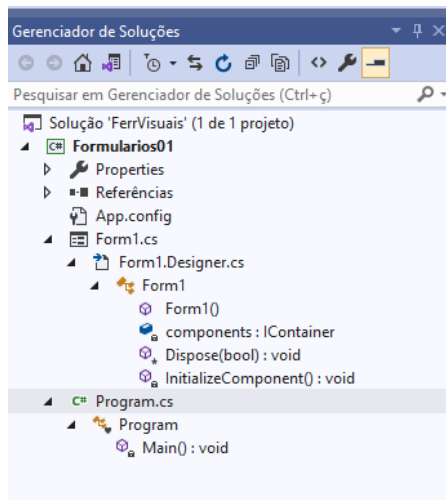 Gerenciador de Soluções
Pesquisar em Gerenciador de Soluções (Ctrl+ç)
Solução 'FerrVisuais' (1 de 1 projeto)
C# Formularios01
Properties
Referências
App.config
Form1.cs
Form1.Designer.cs
Form1
Form1()
components : IContainer
Dispose(bool) : void
InitializeComponent() : void
C# Program.cs
Program
Main() : void